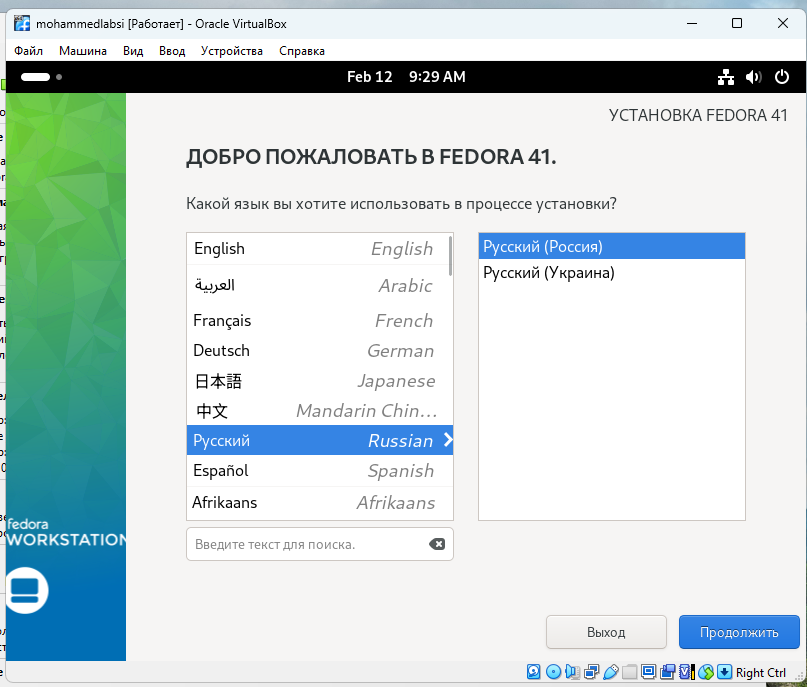 mohammedlabsi [Работает] - Oracle VirtualBox
Файл Машина Вид Ввод Устройства Справка
Feb 12 9:29 AM
УСТАНОВКА FEDORA 41
ДОБРО ПОЖАЛОВАТЬ В FEDORA 41.
Какой язык вы хотите использовать в процессе установки?
English English
العربية Arabic
Français French
Deutsch German
日本語 Japanese
中文 Mandarin Chin...
Русский Russian
Español Spanish
Afrikaans Afrikaans
Русский (Россия)
Русский (Украина)
Введите текст для поиска.
fedora
WORKSTATION
Выход Продолжить
Right Ctrl